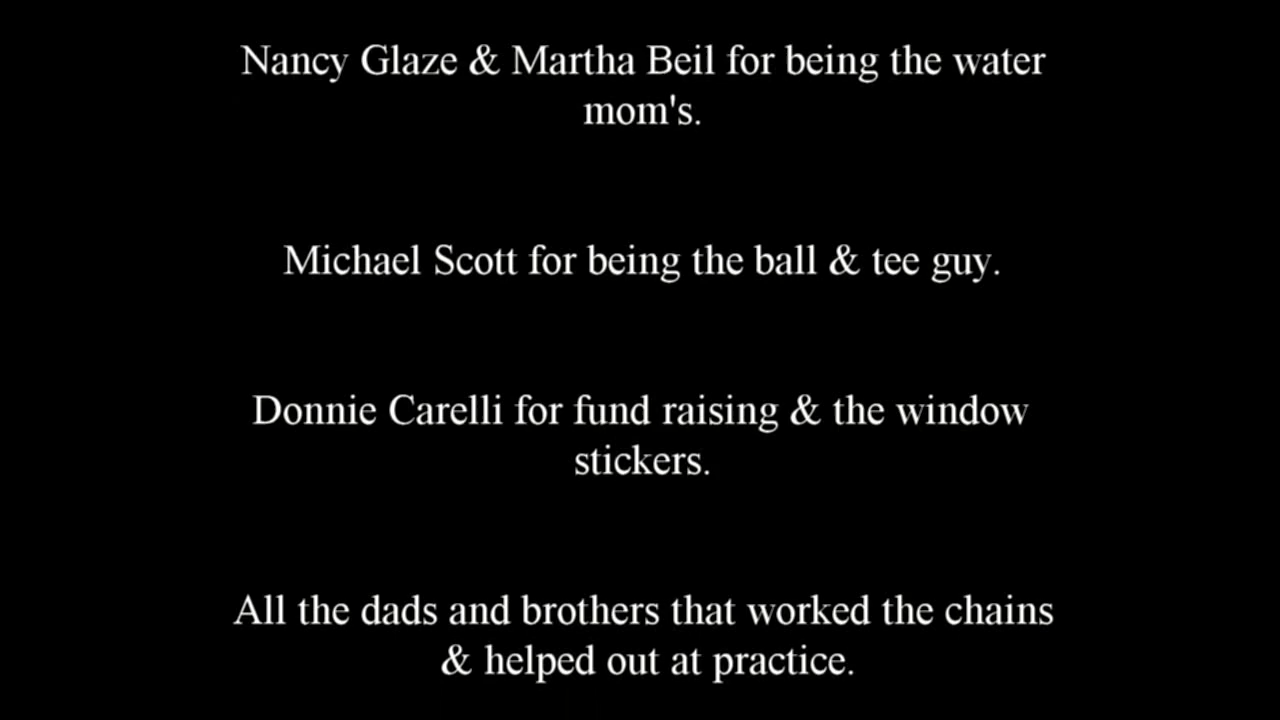 Nancy Glaze & Martha Beil for being the water
mom's.
Michael Scott for being the ball & tee guy.
Donnie Carelli for fund raising & the window
stickers.
All the dads and brothers that worked the chains
& helped out at practice.